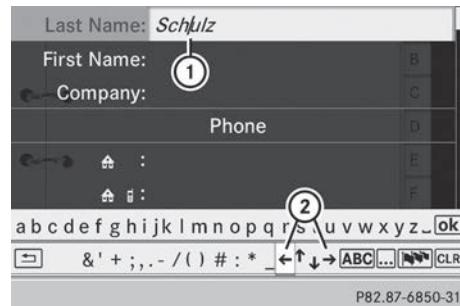 Last Name: Schulz
First Name:
1
B
Company:
C
Phone
D
:
E
:
F
2
a b c d e f g h i j k l m n o p q r s t u v w x y z _ ok
& ' + ; , . - / ( ) # : * _ ← ↑ ↓ → ABC ... CLR
P82.87-6850-31